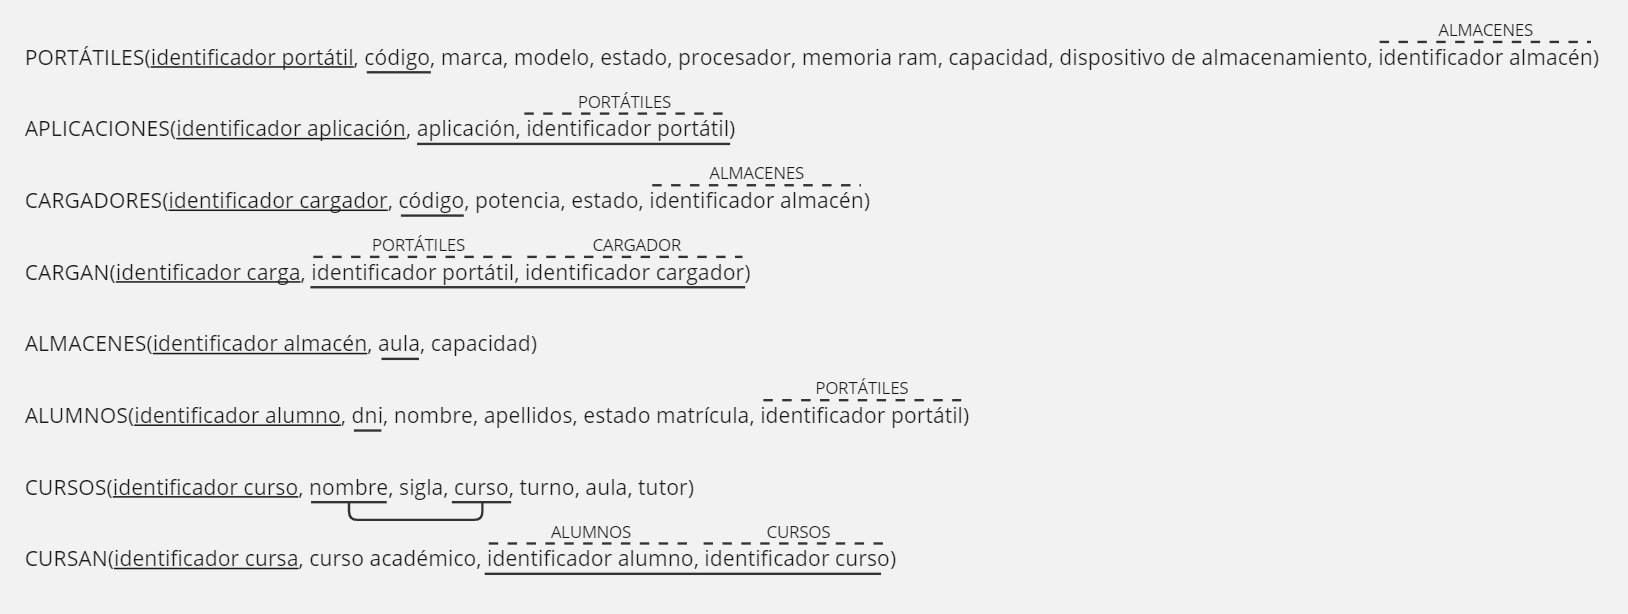 ALMACENES
PORTÁTILES(identificador portátil, código, marca, modelo, estado, procesador, memoria ram, capacidad, dispositivo de almacenamiento, identificador almacén)
PORTÁTILES
APLICACIONES(identificador aplicación, aplicación, identificador portátil)
ALMACENES
CARGADORES(identificador cargador, código, potencia, estado, identificador almacén)
PORTÁTILES CARGADOR
CARGAN(identificador carga, identificador portátil, identificador cargador)
ALMACENES(identificador almacén, aula, capacidad)
PORTÁTILES
ALUMNOS(identificador alumno, dni, nombre, apellidos, estado matrícula, identificador portátil)
CURSOS(identificador curso, nombre, sigla, curso, turno, aula, tutor)
ALUMNOS CURSOS
CURSAN(identificador cursa, curso académico, identificador alumno, identificador curso)